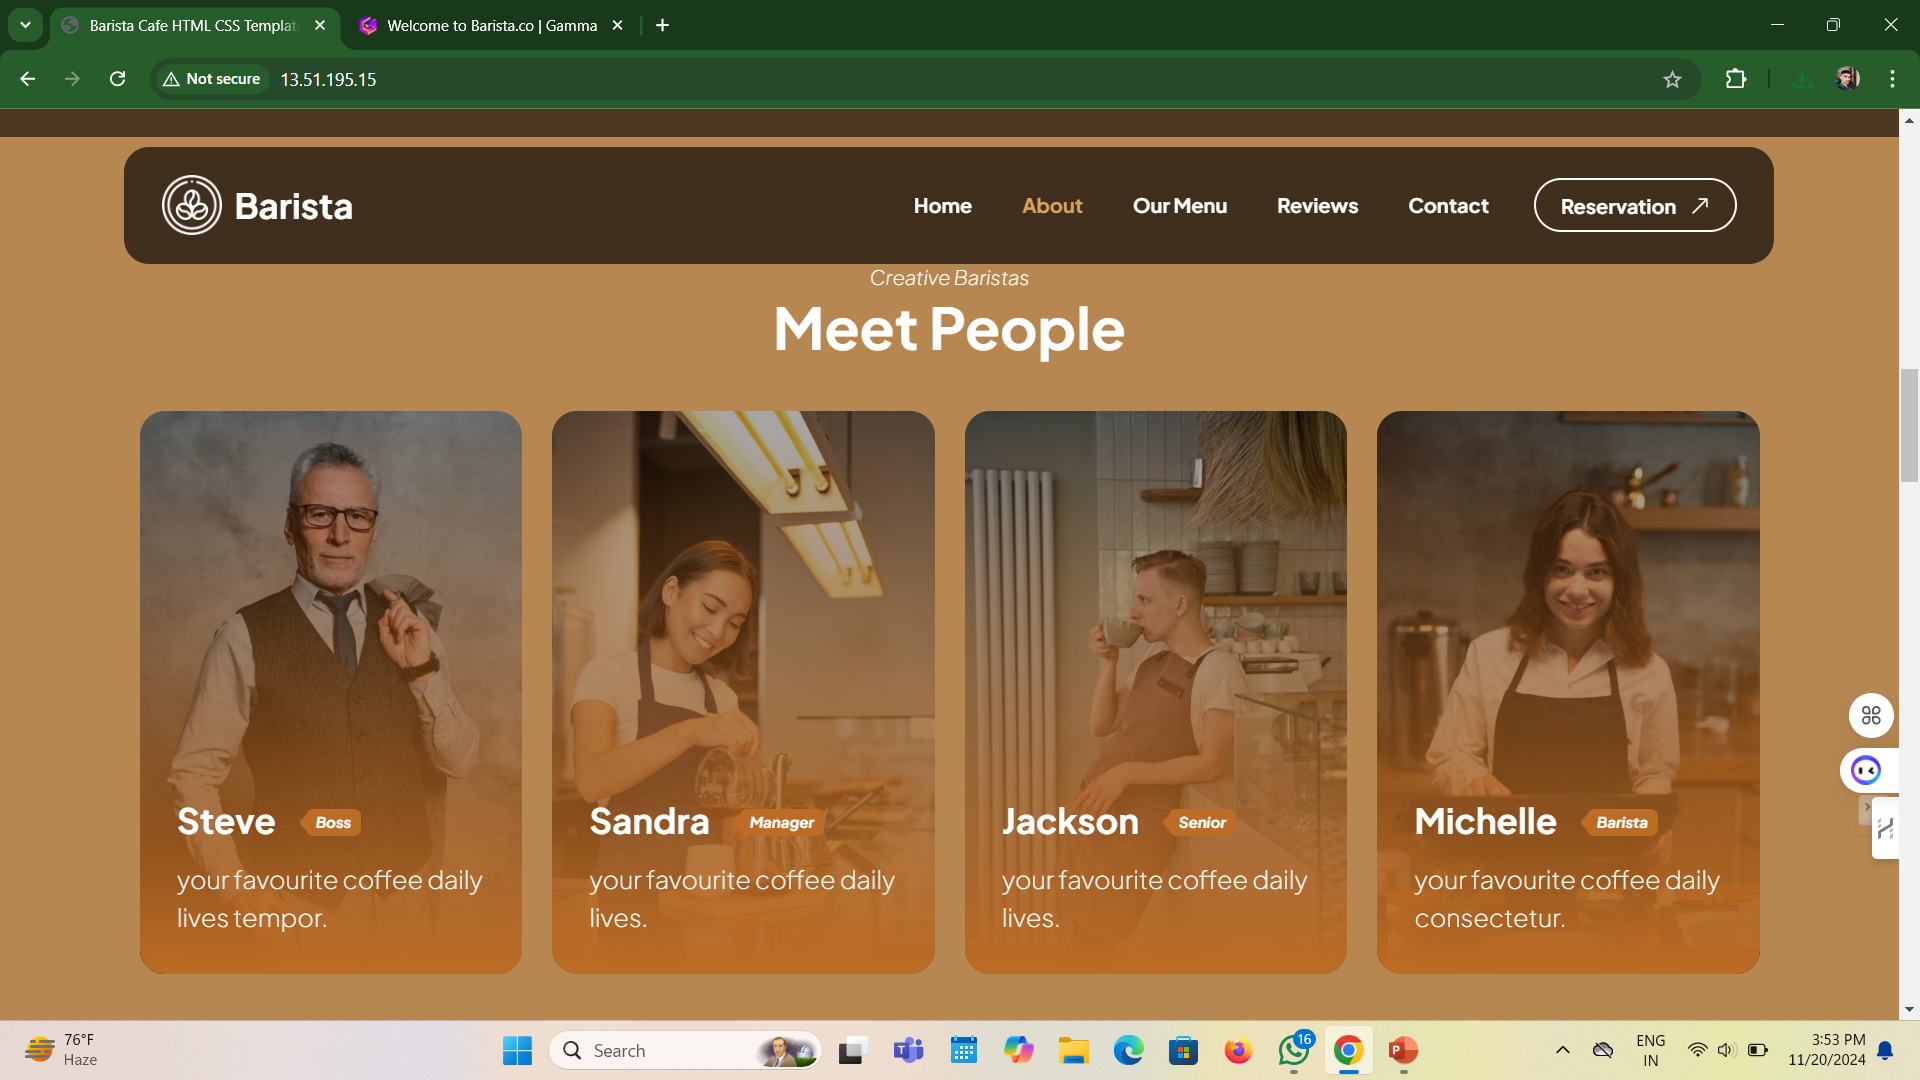 Barista Cafe HTML CSS Templat
Welcome to Barista.co | Gamma
Not secure
13.51.195.15
Barista
Home
About
Our Menu
Reviews
Contact
Reservation
Creative Baristas
Meet People
Steve
Boss
your favourite coffee daily
lives tempor.
Sandra
Manager
your favourite coffee daily
lives.
Jackson
Senior
your favourite coffee daily
lives.
Michelle
Barista
your favourite coffee daily
consectetur.
76°F
Haze
Search
16
ENG
IN
3:53 PM
11/20/2024